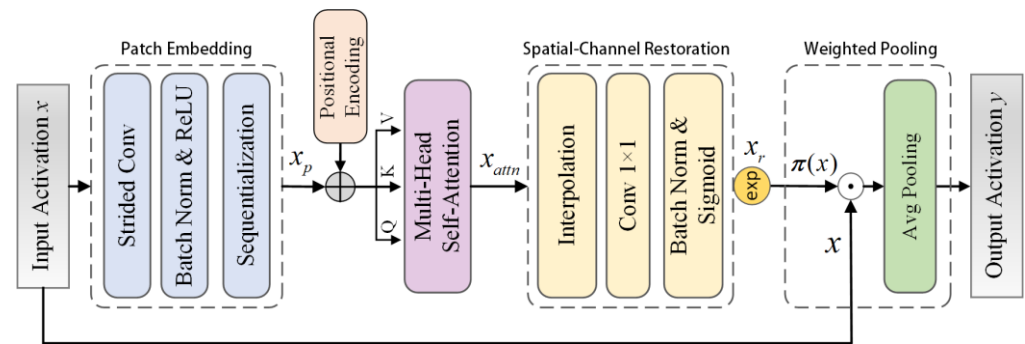 Patch Embedding
Spatial-Channel Restoration
Weighted Pooling
Input Activation x
Strided Conv
Batch Norm & ReLU
Sequentialization
x_p
Positional
Encoding
V
K
Q
Multi-Head
Self-Attention
x_attn
Interpolation
Conv 1×1
Batch Norm &
Sigmoid
x_r
exp
π(x)
x
Avg Pooling
Output Activation y